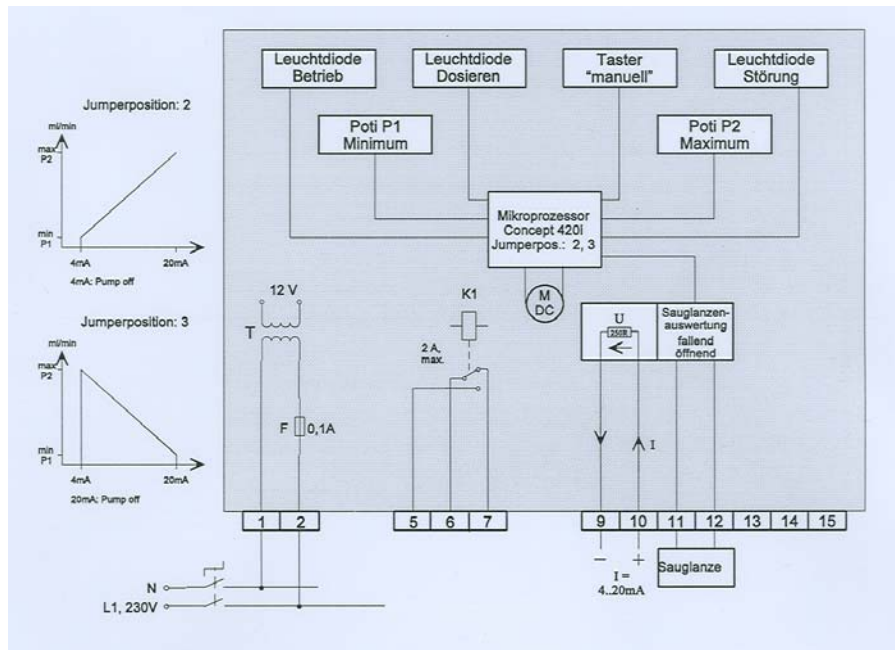 Leuchtdiode
Betrieb
Leuchtdiode
Dosieren
Taster
"manuell"
Leuchtdiode
Störung
Jumperposition: 2
ml/min
max
P2
min
P1
4mA
20mA
4mA: Pump off
Poti P1
Minimum
Poti P2
Maximum
Mikroprozessor
Concept 420i
Jumperpos.: 2, 3
M
DC
12 V
T
F
0,1A
K1
2 A,
max.
U
250R
Sauglanzen-
auswertung
fallend
öffnend
I
Jumperposition: 3
ml/min
max
P2
min
P1
4mA
20mA
20mA: Pump off
1 2 5 6 7 9 10 11 12 13 14 15
− +
I =
4..20mA
Sauglanze
N
L1, 230V